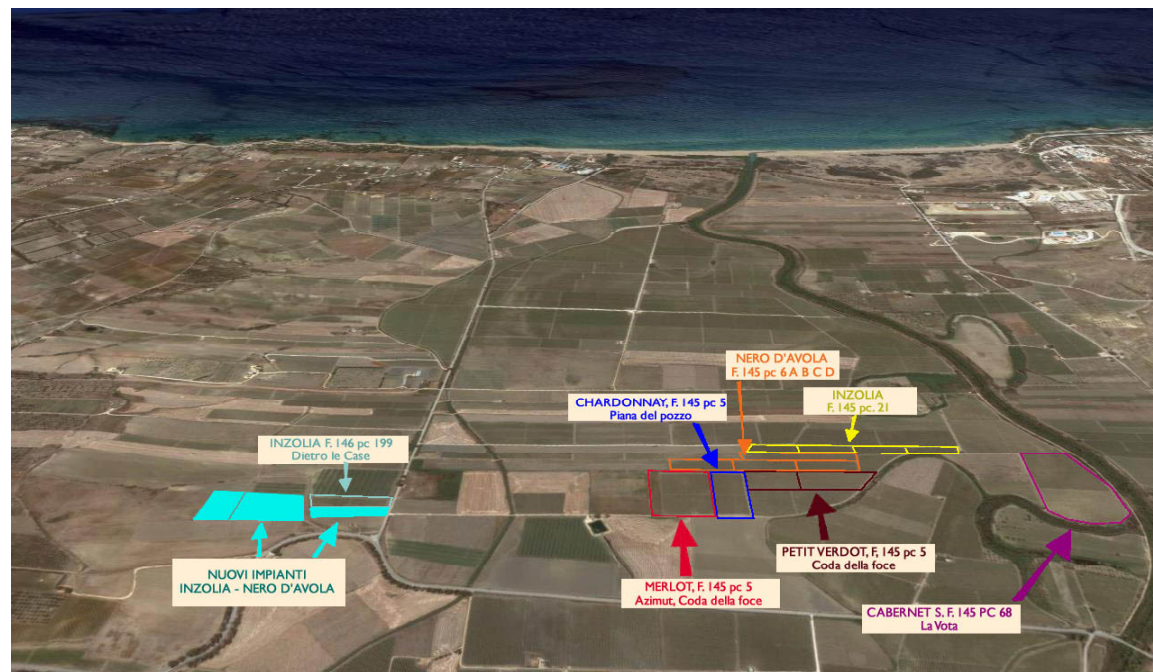 NERO D'AVOLA
F. 145 pc 6 A B C D
CHARDONNAY, F. 145 pc 5
Piana del pozzo
INZOLIA
F. 145 pc. 21
INZOLIA F. 146 pc 199
Dietro le Case
NUOVI IMPIANTI
INZOLIA - NERO D'AVOLA
MERLOT, F. 145 pc 5
Azimut, Coda della foce
PETIT VERDOT, F, 145 pc 5
Coda della foce
CABERNET S. F. 145 PC 68
La Vota